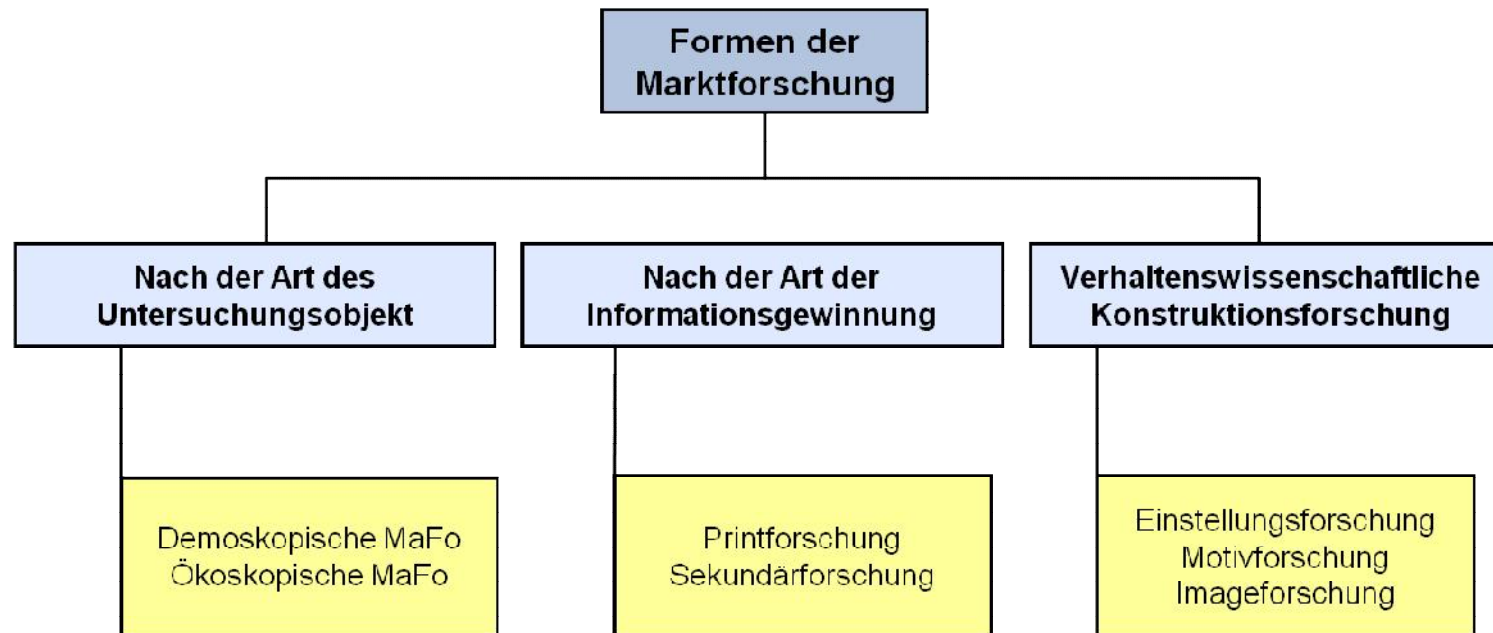 Formen der
Marktforschung
Nach der Art des
Untersuchungsobjekt
Nach der Art der
Informationsgewinnung
Verhaltenswissenschaftliche
Konstruktionsforschung
Demoskopische MaFo
Ökoskopische MaFo
Printforschung
Sekundärforschung
Einstellungsforschung
Motivforschung
Imageforschung